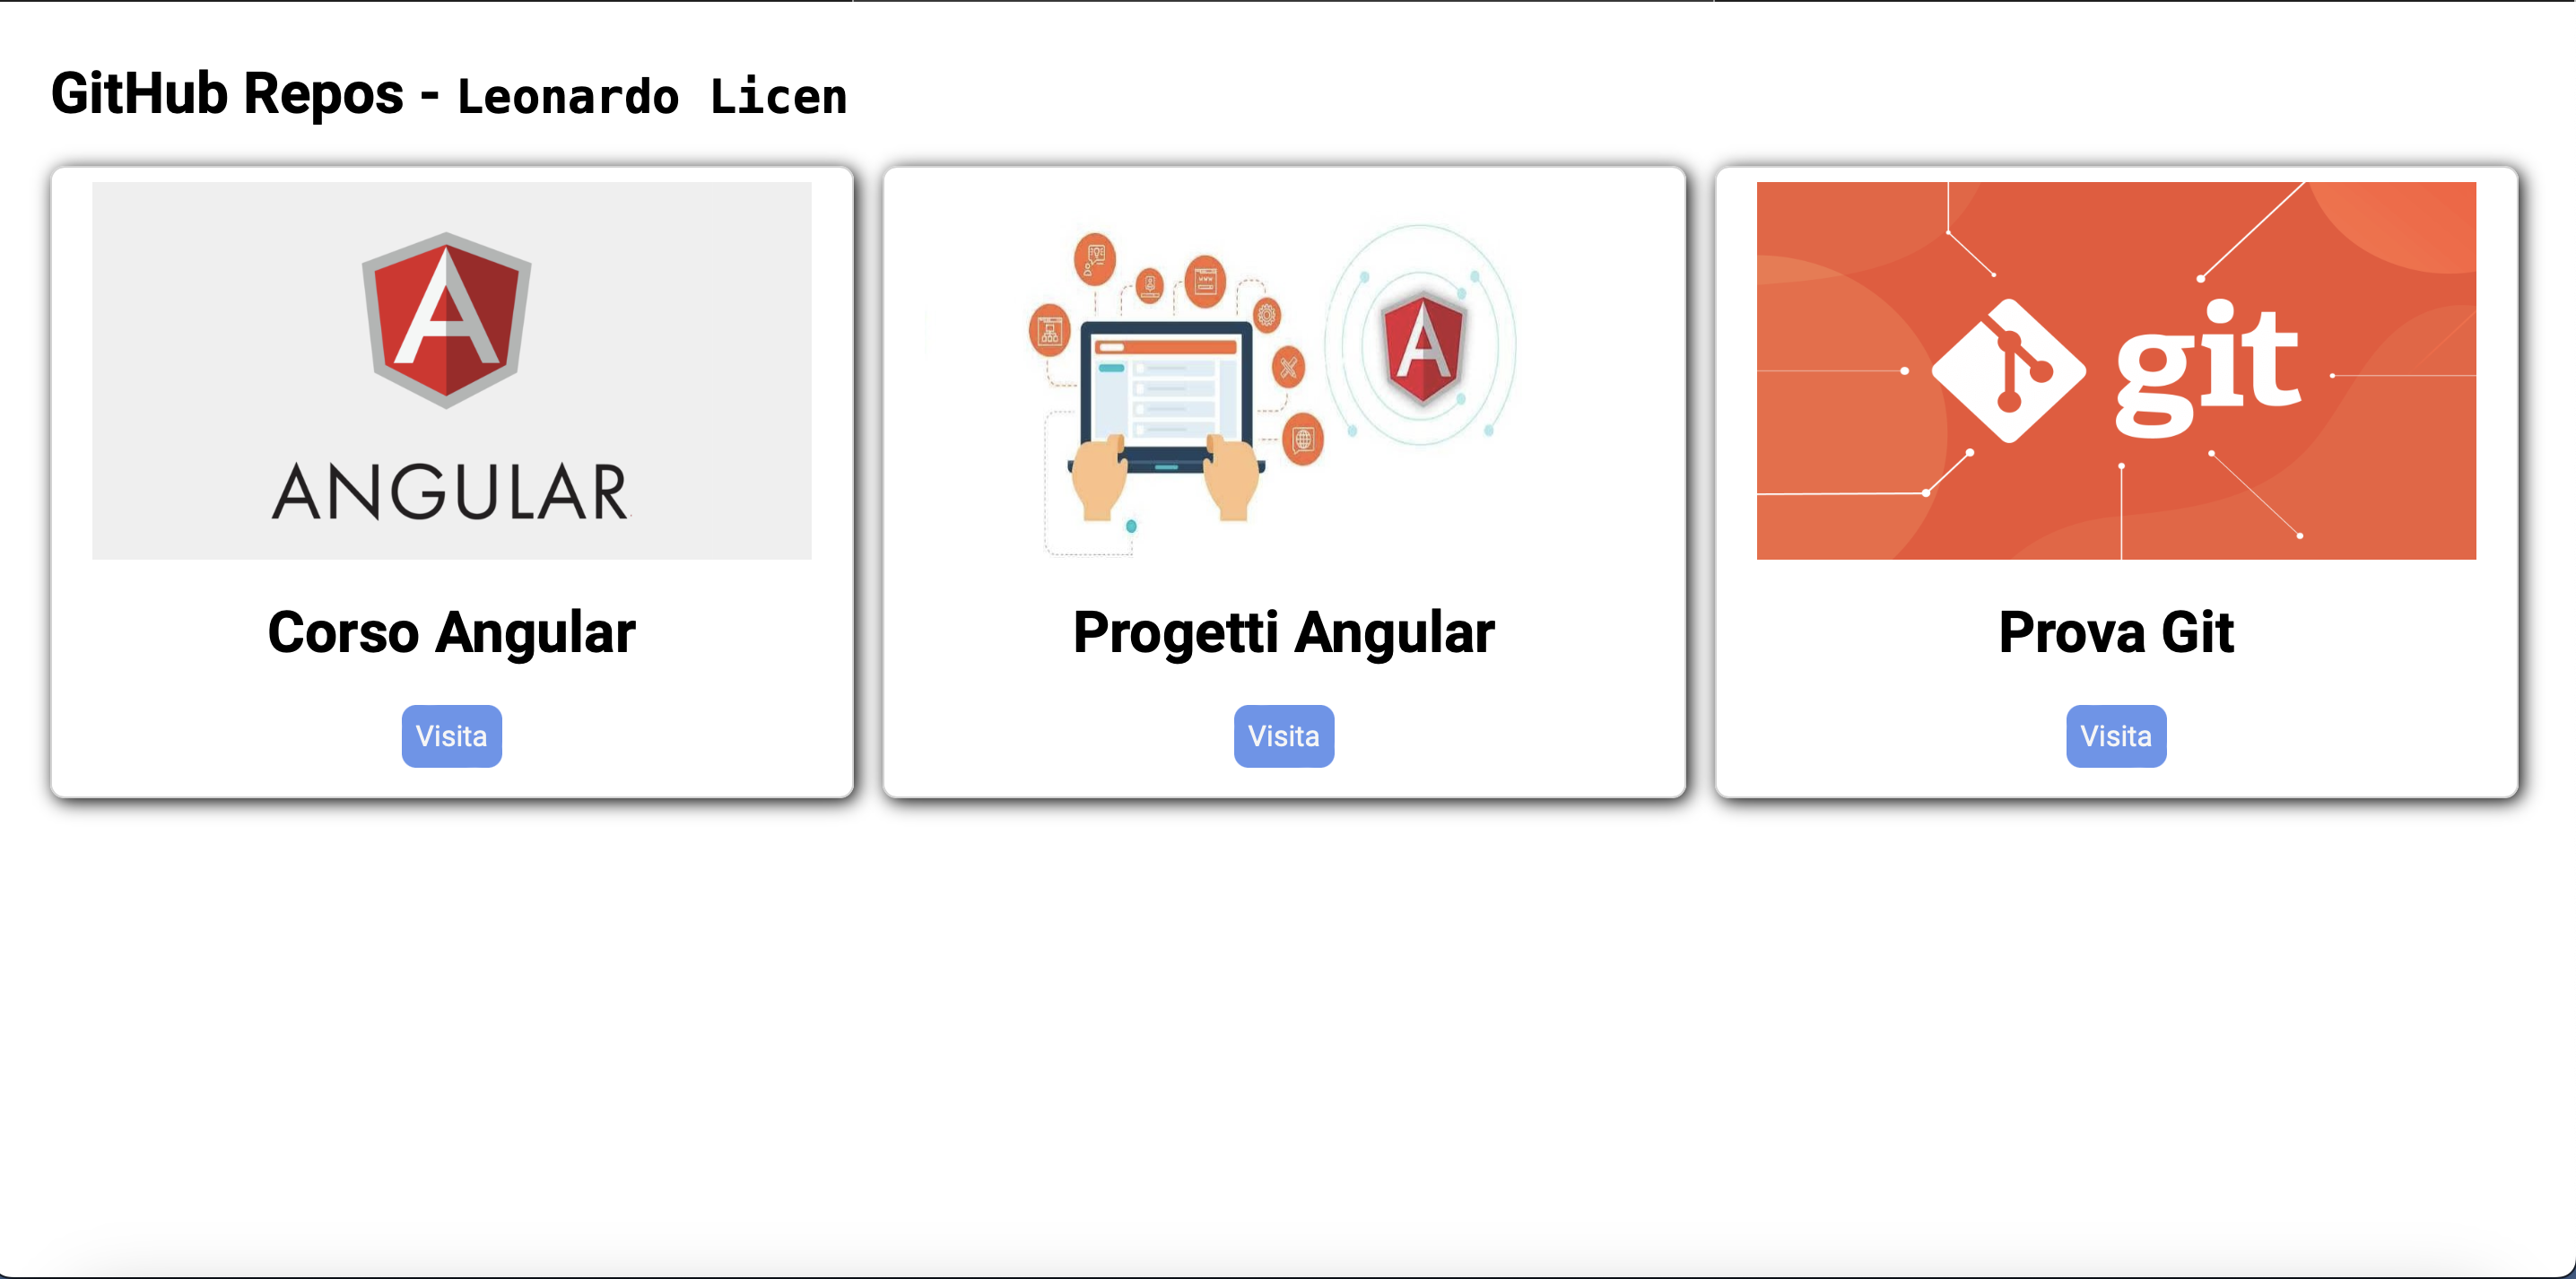 GitHub Repos - Leonardo Licen
ANGULAR
Corso Angular
Visita
A
Progetti Angular
Visita
git
Prova Git
Visita